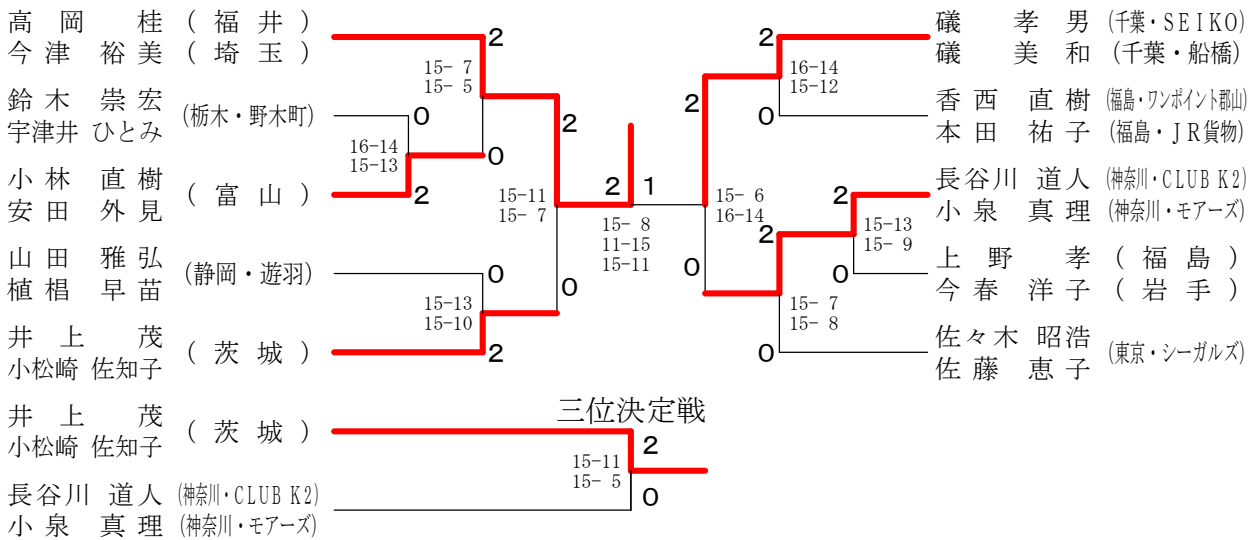 高岡 桂 (福井)
今津 裕美 (埼玉)
2
15- 7
15- 5
鈴木 崇宏
宇津井 ひとみ
(栃木・野木町)
0
16-14
15-13
0
小林 直樹
安田 外見
(富山)
2
2
15-11
15- 7
山田 雅弘
植椙 早苗
(静岡・遊羽)
0
15-13
15-10
0
井上 茂
小松崎 佐知子
(茨城)
2
2 1
15- 8
11-15
15-11
礒 孝男 (千葉・SEIKO)
礒 美和 (千葉・船橋)
2
16-14
15-12
2
香西 直樹 (福島・ワンポイント郡山)
本田 祐子 (福島・JR貨物)
0
15- 6
16-14
長谷川 道人 (神奈川・CLUB K2)
小泉 真理 (神奈川・モアーズ)
2
15-13
15- 9
2
0
上野 孝 (福島)
今春 洋子 (岩手)
0
15- 7
15- 8
佐々木 昭浩
佐藤 恵子
(東京・シーガルズ)
0
三位決定戦
井上 茂
小松崎 佐知子
(茨城)
2
15-11
15- 5
0
長谷川 道人 (神奈川・CLUB K2)
小泉 真理 (神奈川・モアーズ)